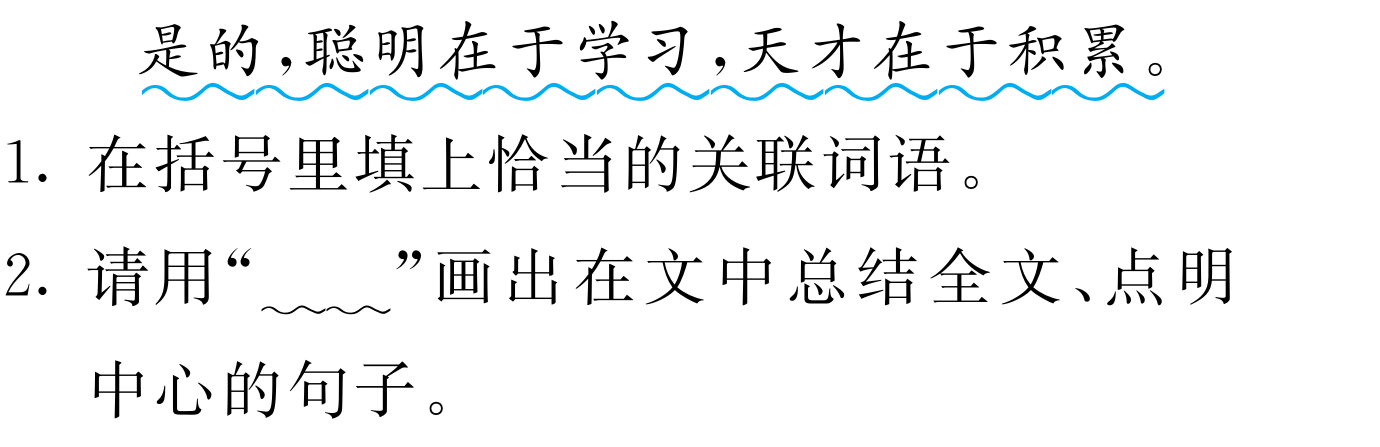 是的,聪明在于学习,天才在于积累。
1. 在括号里填上恰当的关联词语。
2. 请用“﹏﹏”画出在文中总结全文、点明
中心的句子。